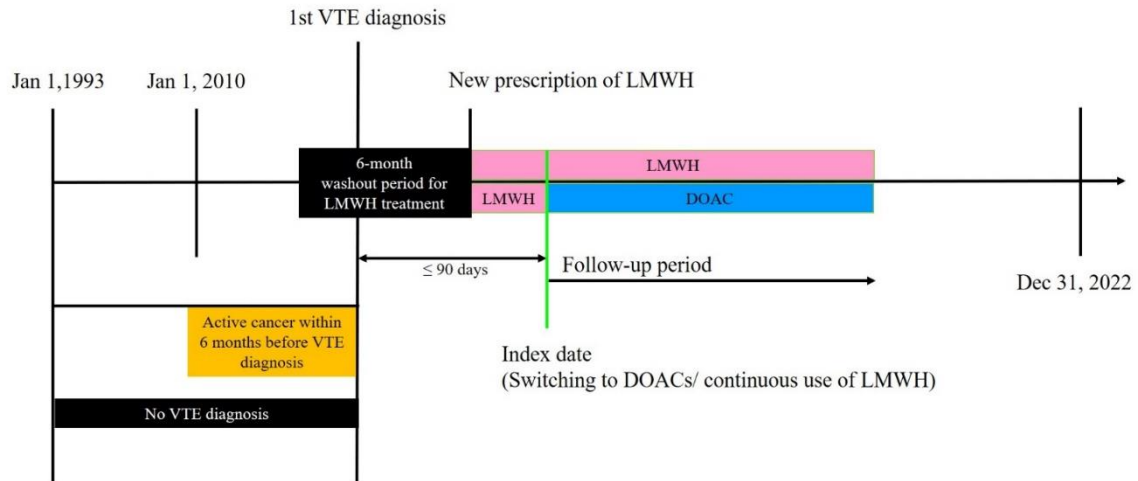 1st VTE diagnosis
Jan 1,1993
Jan 1, 2010
New prescription of LMWH
6-month
washout period for
LMWH treatment
LMWH
LMWH
DOAC
≤ 90 days
Follow-up period
Dec 31, 2022
Active cancer within
6 months before VTE
diagnosis
Index date
(Switching to DOACs/ continuous use of LMWH)
No VTE diagnosis